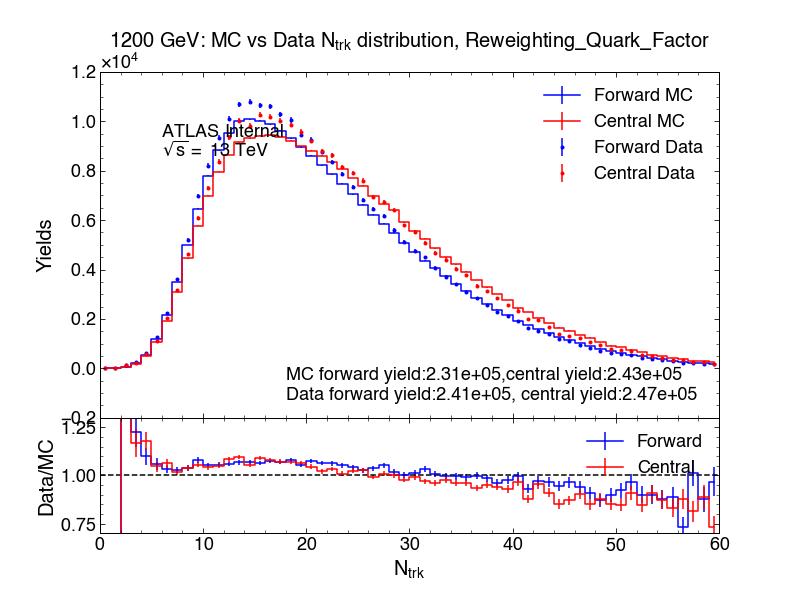 1200 GeV: MC vs Data N_trk distribution, Reweighting_Quark_Factor
×10⁴
1.2
1.0
0.8
0.6
0.4
0.2
0.0
−0.2
Yields
ATLAS Internal
√s = 13 TeV
Forward MC
Central MC
Forward Data
Central Data
MC forward yield:2.31e+05,central yield:2.43e+05
Data forward yield:2.41e+05, central yield:2.47e+05
1.25
1.00
0.75
Data/MC
Forward
Central
0 10 20 30 40 50 60
N_trk